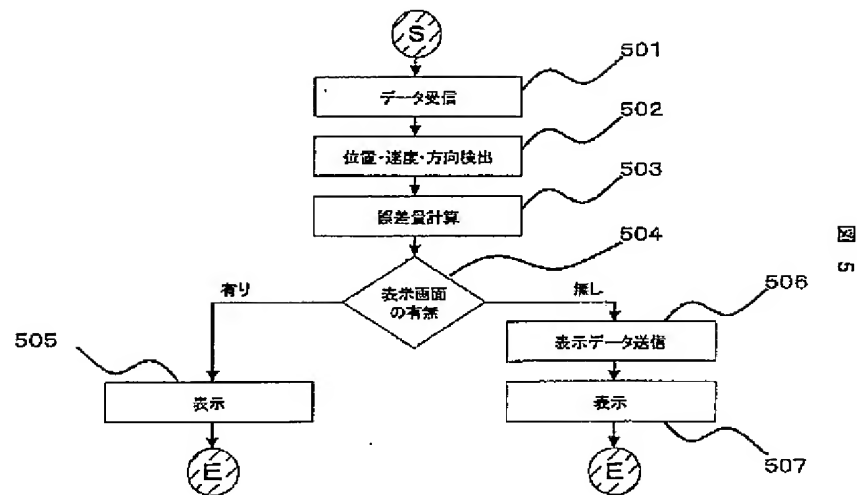 S
501
データ受信
502
位置・速度・方向検出
503
誤差量計算
504
表示画面
の有無
有り
無し
505
表示
506
表示データ送信
表示
507
E
E
図 5